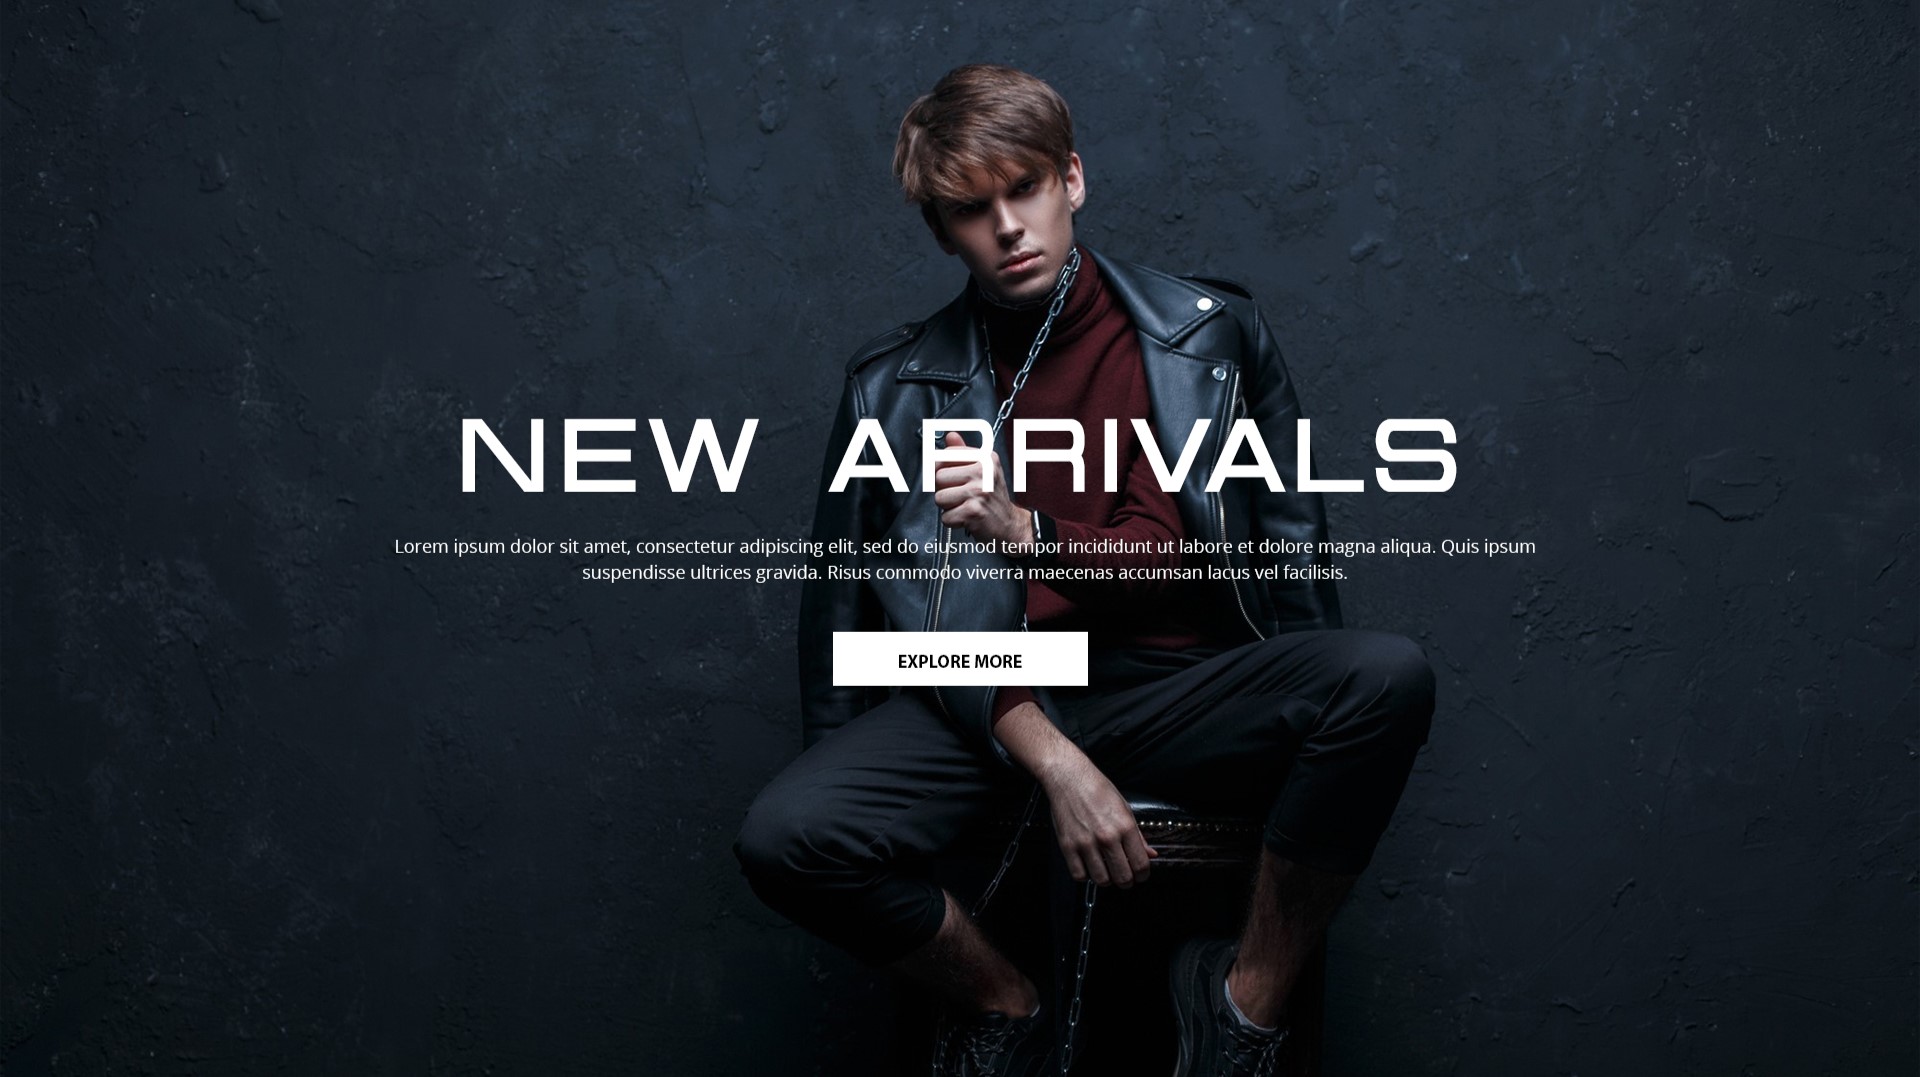 NEW ARRIVALS
Lorem ipsum dolor sit amet, consectetur adipiscing elit, sed do eiusmod tempor incididunt ut labore et dolore magna aliqua. Quis ipsum
suspendisse ultrices gravida. Risus commodo viverra maecenas accumsan lacus vel facilisis.
EXPLORE MORE